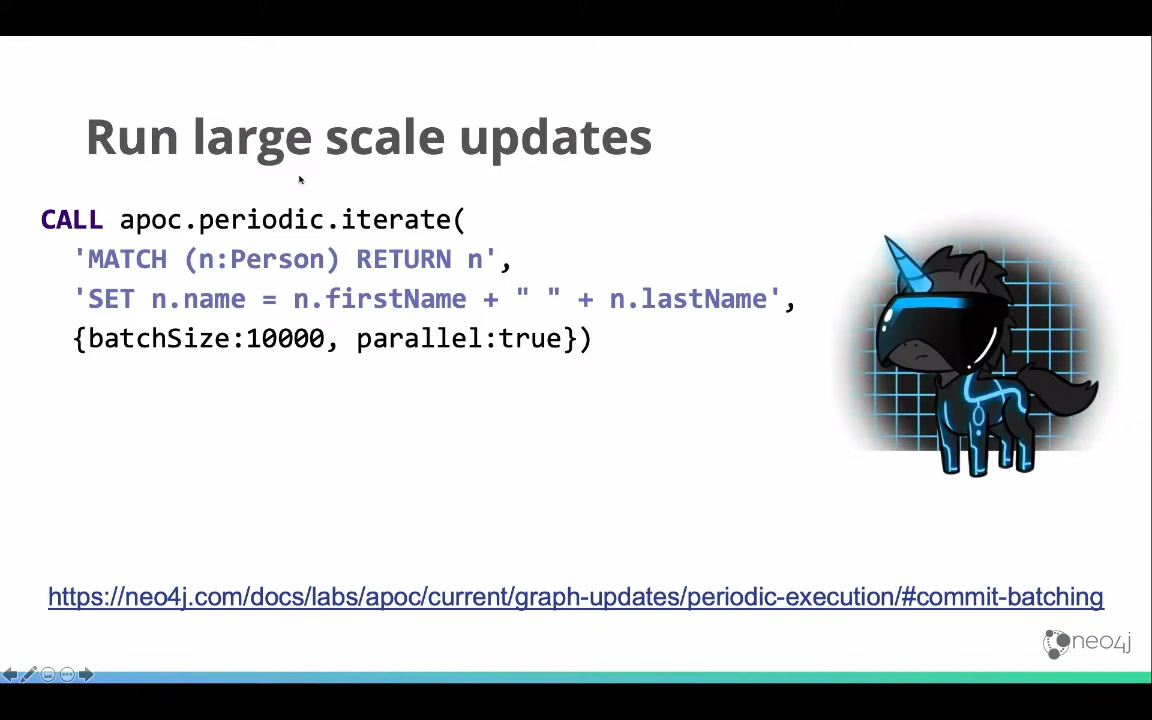 Run large scale updates
CALL apoc.periodic.iterate(
'MATCH (n:Person) RETURN n',
'SET n.name = n.firstName + " " + n.lastName',
{batchSize:10000, parallel:true})
https://neo4j.com/docs/labs/apoc/current/graph-updates/periodic-execution/#commit-batching
neo4j